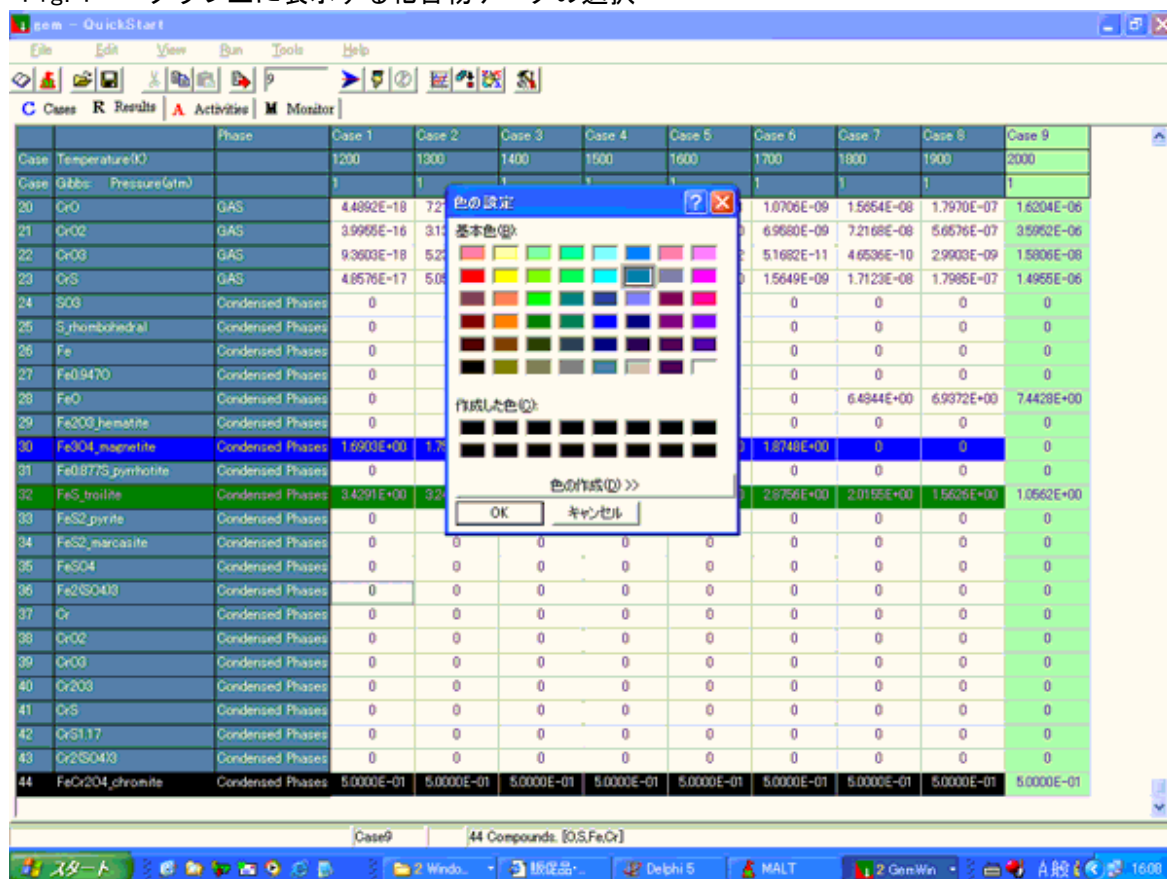 gem - QuickStart
File Edit View Run Tools Help
9
C Cases R Results A Activities M Monitor
Phase Case 1 Case 2 Case 3 Case 4 Case 5 Case 6 Case 7 Case 8 Case 9
Case Temperature(K) 1200 1300 1400 1500 1600 1700 1800 1900 2000
Case Gibbs: Pressure(atm) 1 1 1 1 1
20 CrO GAS 4.4892E-18 1.0706E-09 1.5654E-08 1.7970E-07 1.6204E-06
21 CrO2 GAS 3.9955E-16 6.9580E-09 7.2168E-08 5.6576E-07 3.5952E-06
22 CrO3 GAS 9.3603E-18 5.1682E-11 4.6536E-10 2.9903E-09 1.5806E-08
23 CrS GAS 4.8576E-17 1.5649E-09 1.7123E-08 1.7985E-07 1.4955E-06
24 SO3 Condensed Phases 0 0 0 0 0
25 S_rhombohedral Condensed Phases 0 0 0 0 0
26 Fe Condensed Phases 0 0 0 0 0
27 Fe0.947O Condensed Phases 0 0 0 0 0
28 FeO Condensed Phases 0 0 6.4844E+00 6.9372E+00 7.4428E+00
29 Fe2O3_hematite Condensed Phases 0 0 0 0 0
30 Fe3O4_magnetite Condensed Phases 1.6903E+00 1.8748E+00 0 0 0
31 Fe0.877S_pyrrhotite Condensed Phases 0 0 0 0 0
32 FeS_troilite Condensed Phases 3.4291E+00 2.8756E+00 2.0155E+00 1.5626E+00 1.0562E+00
33 FeS2_pyrite Condensed Phases 0 0 0 0 0
34 FeS2_marcasite Condensed Phases 0 0 0 0 0 0 0 0 0
35 FeSO4 Condensed Phases 0 0 0 0 0 0 0 0 0
36 Fe2(SO4)3 Condensed Phases 0 0 0 0 0 0 0 0 0
37 Cr Condensed Phases 0 0 0 0 0 0 0 0 0
38 CrO2 Condensed Phases 0 0 0 0 0 0 0 0 0
39 CrO3 Condensed Phases 0 0 0 0 0 0 0 0 0
40 Cr2O3 Condensed Phases 0 0 0 0 0 0 0 0 0
41 CrS Condensed Phases 0 0 0 0 0 0 0 0 0
42 CrS1.17 Condensed Phases 0 0 0 0 0 0 0 0 0
43 Cr2(SO4)3 Condensed Phases 0 0 0 0 0 0 0 0 0
44 FeCr2O4_chromite Condensed Phases 5.0000E-01 5.0000E-01 5.0000E-01 5.0000E-01 5.0000E-01 5.0000E-01 5.0000E-01 5.0000E-01 5.0000E-01
色の設定
基本色(B):
作成した色(C):
色の作成(D) >>
OK キャンセル
Case9 44 Compounds. [O,S,Fe,Cr]
スタート 2 Windo... 販促品・... Delphi 5 MALT 2 GemWin A般 16:08